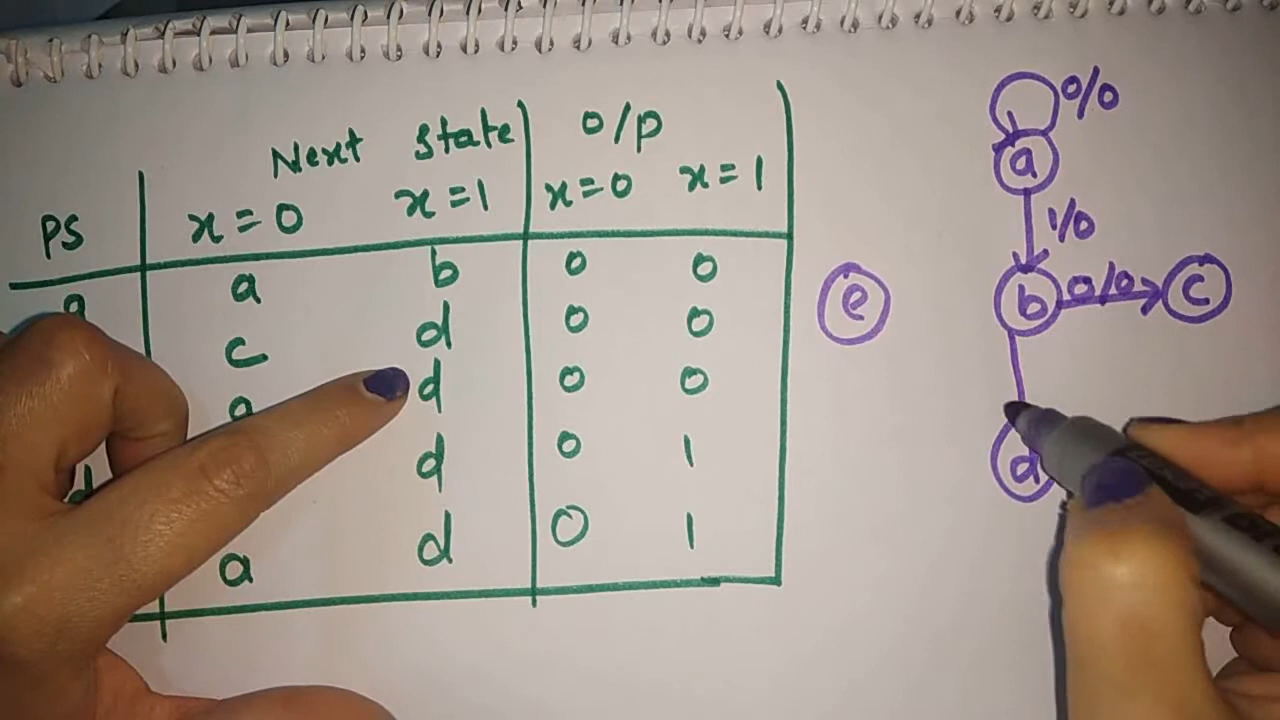 Next State o/p
PS x=0 x=1 x=0 x=1
a a b 0 0
c d 0 0
a d 0 0
d d 0 1
a d 0 1
0/0
a
1/0
e b 0/0 c
d